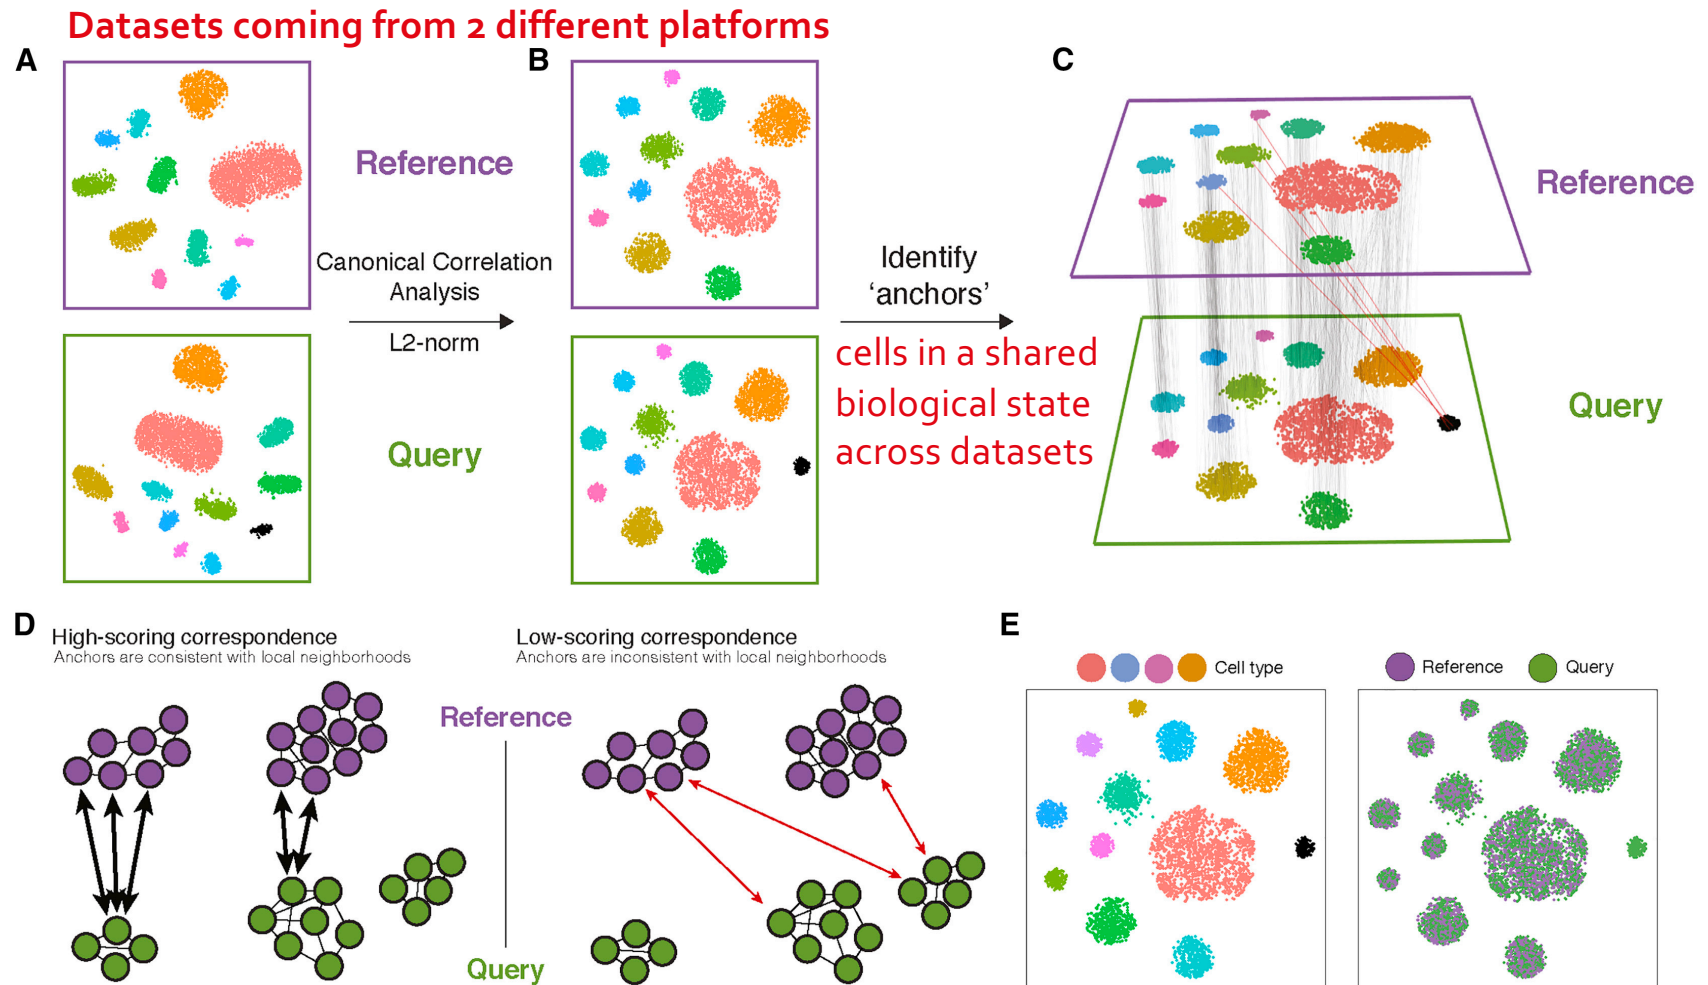 Datasets coming from 2 different platforms
A
B
C
Reference
Canonical Correlation
Analysis
L2-norm
Query
Identify
‘anchors’
cells in a shared
biological state
across datasets
Reference
Query
D
High-scoring correspondence
Anchors are consistent with local neighborhoods
Low-scoring correspondence
Anchors are inconsistent with local neighborhoods
Reference
Query
E
Cell type
Reference
Query